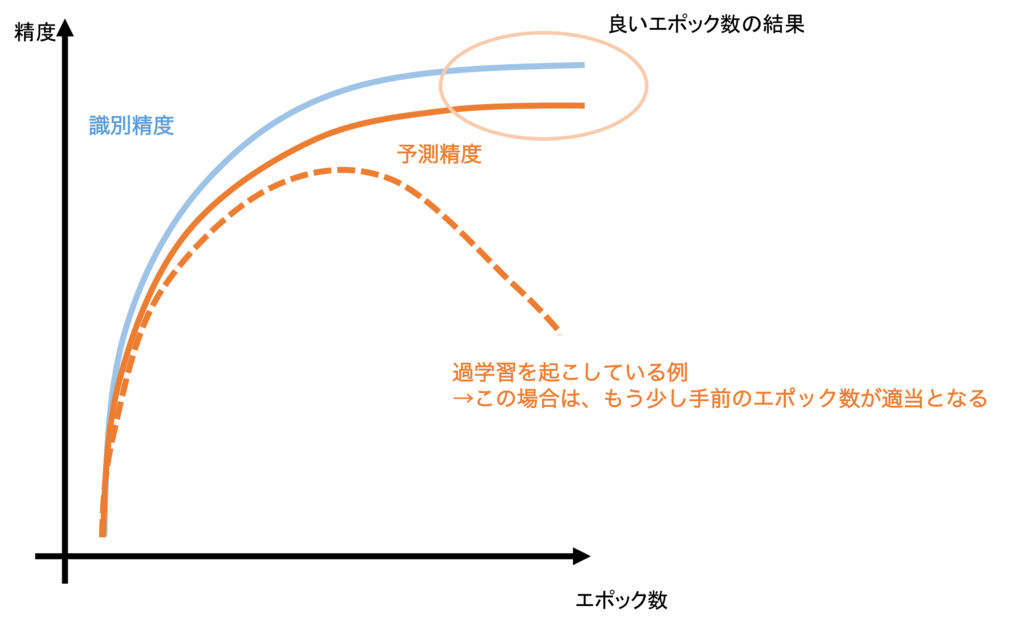 良いエポック数の結果
精度
識別精度
予測精度
過学習を起こしている例
→この場合は、もう少し手前のエポック数が適当となる
エポック数